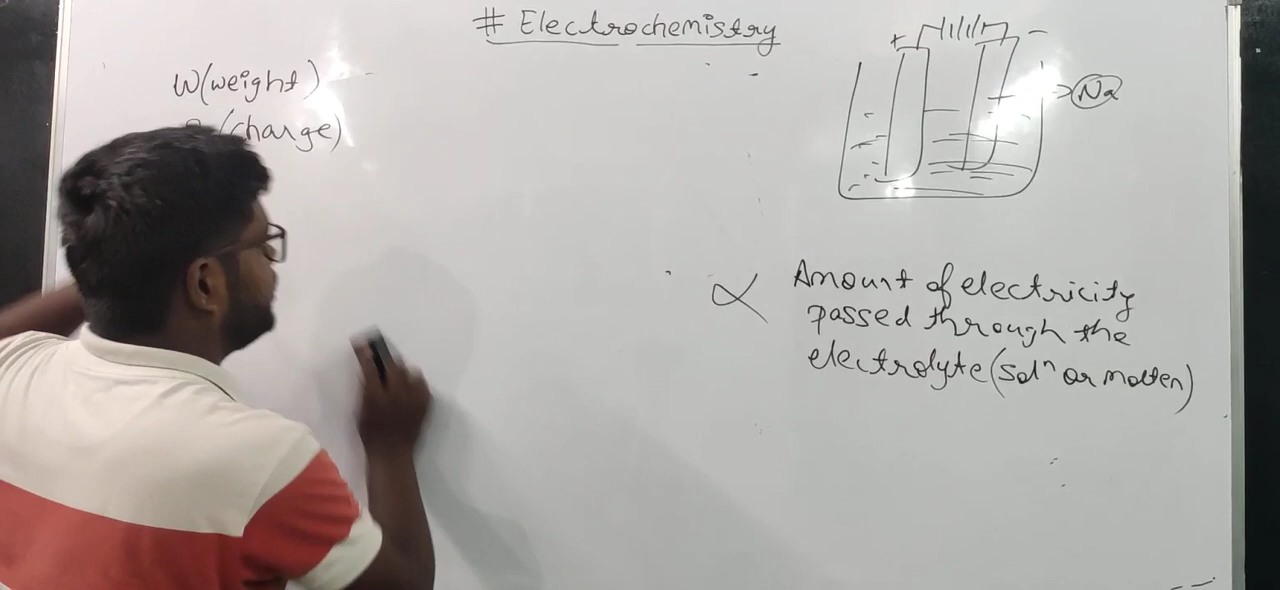 # Electrochemistry
W(weight)
(charge)
+
-
Na
∝ Amount of electricity
passed through the
electrolyte (solⁿ or molten)